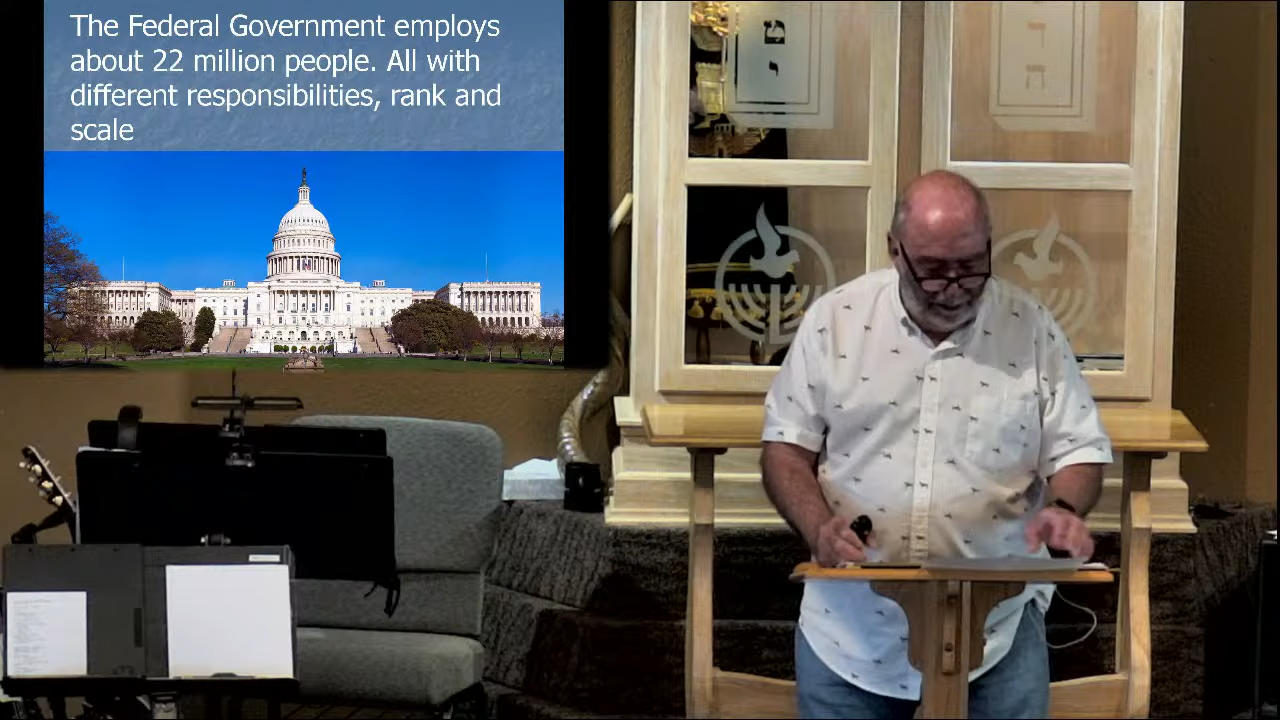 The Federal Government employs
about 22 million people. All with
different responsibilities, rank and
scale